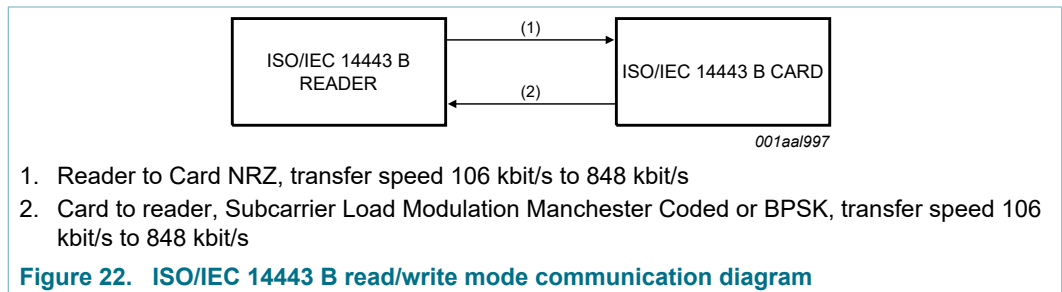 (1)
ISO/IEC 14443 B
READER
ISO/IEC 14443 B CARD
(2)
001aal997
1. Reader to Card NRZ, transfer speed 106 kbit/s to 848 kbit/s
2. Card to reader, Subcarrier Load Modulation Manchester Coded or BPSK, transfer speed 106
kbit/s to 848 kbit/s
Figure 22. ISO/IEC 14443 B read/write mode communication diagram